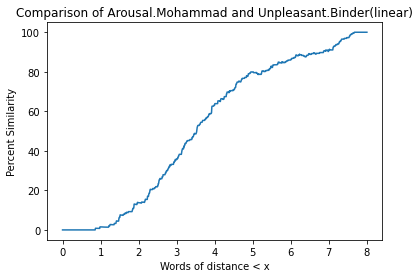 Comparison of Arousal.Mohammad and Unpleasant.Binder(linear)
100
80
60
40
20
0
Percent Similarity
0 1 2 3 4 5 6 7 8
Words of distance < x